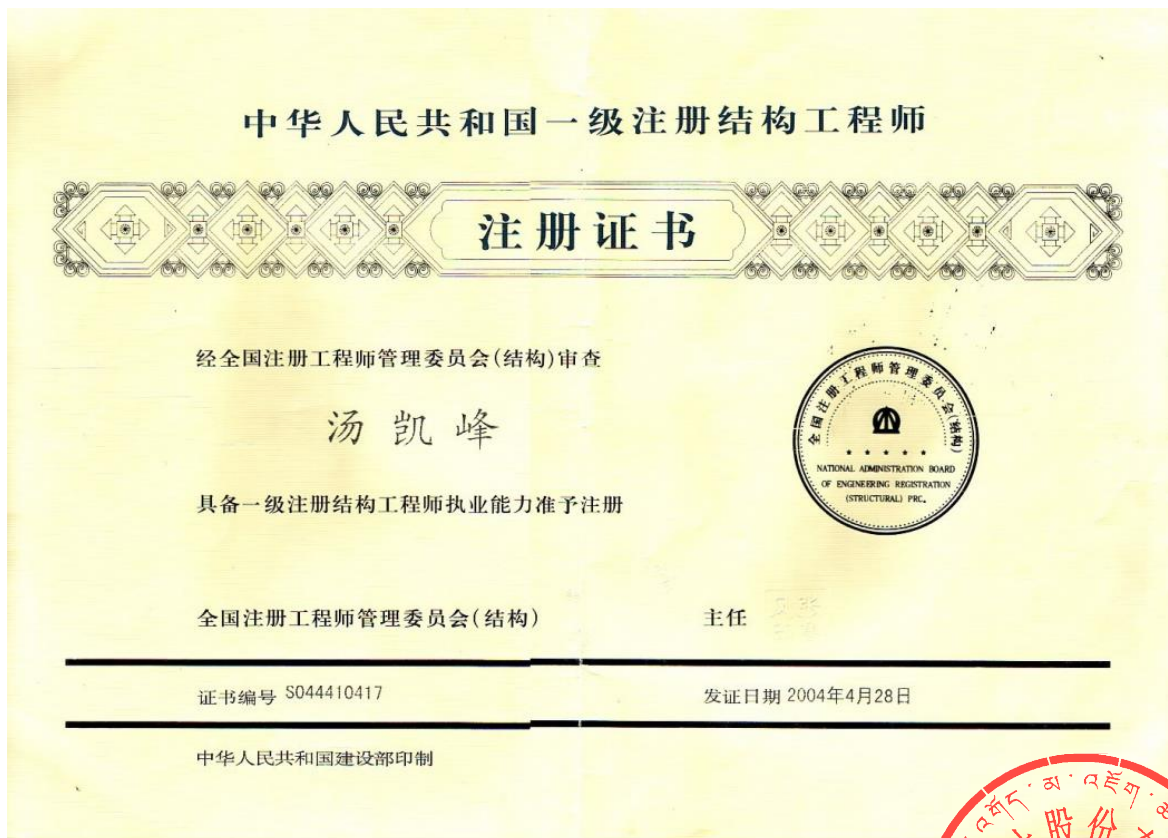 中华人民共和国一级注册结构工程师
注册证书
经全国注册工程师管理委员会(结构)审查
汤凯峰
具备一级注册结构工程师执业能力准予注册
全国注册工程师管理委员会(结构)
NATIONAL ADMINISTRATION BOARD
OF ENGINEERING REGISTRATION
(STRUCTURAL) PRC.
全国注册工程师管理委员会(结构)
主任
证书编号 S044410417
发证日期 2004年4月28日
中华人民共和国建设部印制
股份